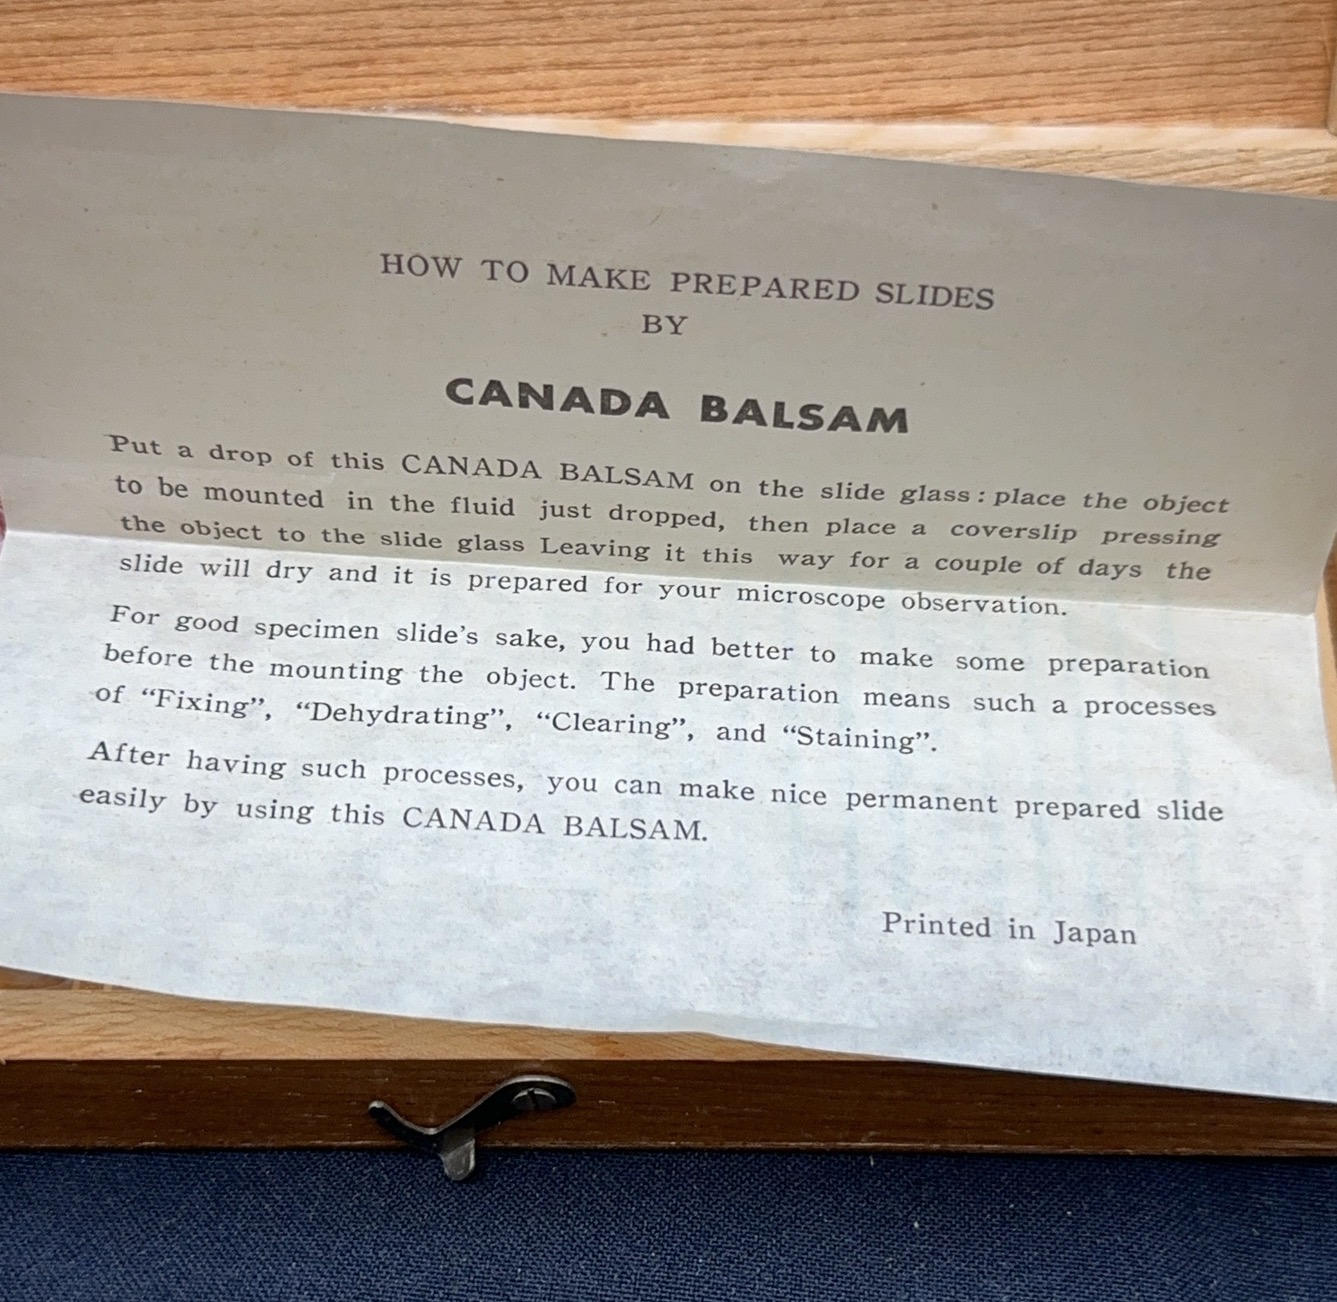 HOW TO MAKE PREPARED SLIDES
BY
CANADA BALSAM
Put a drop of this CANADA BALSAM on the slide glass: place the object
to be mounted in the fluid just dropped, then place a coverslip pressing
the object to the slide glass Leaving it this way for a couple of days the
slide will dry and it is prepared for your microscope observation.
For good specimen slide's sake, you had better to make some preparation
before the mounting the object. The preparation means such a processes
of “Fixing”, “Dehydrating”, “Clearing”, and “Staining”.
After having such processes, you can make nice permanent prepared slide
easily by using this CANADA BALSAM.
Printed in Japan